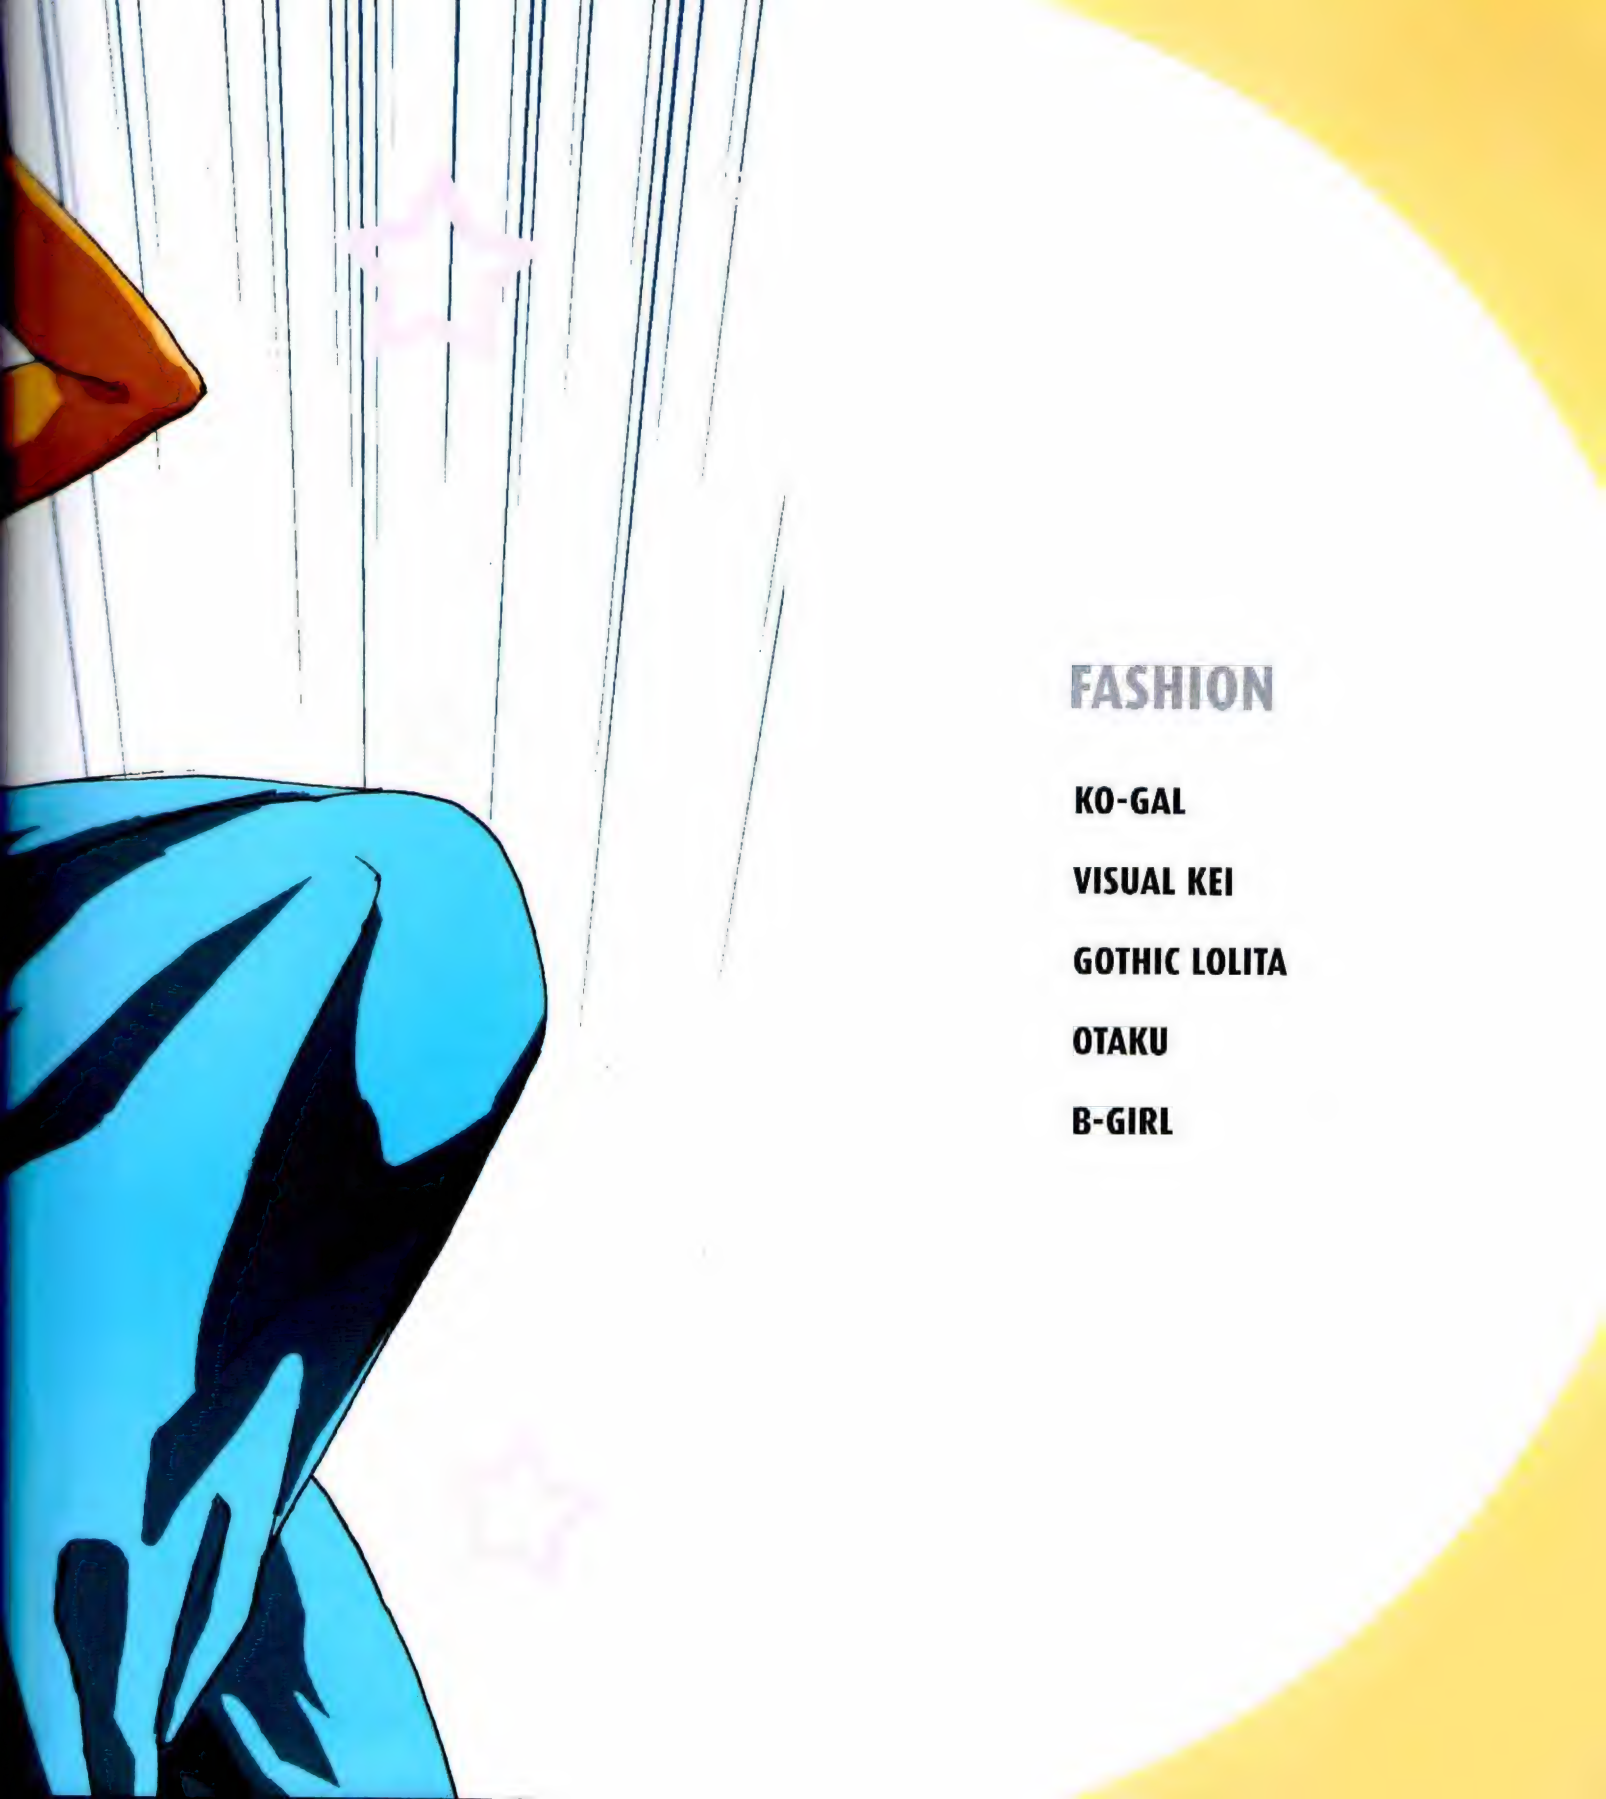 FASHION
KO-GAL
VISUAL KEI
GOTHIC LOLITA
OTAKU
B-GIRL